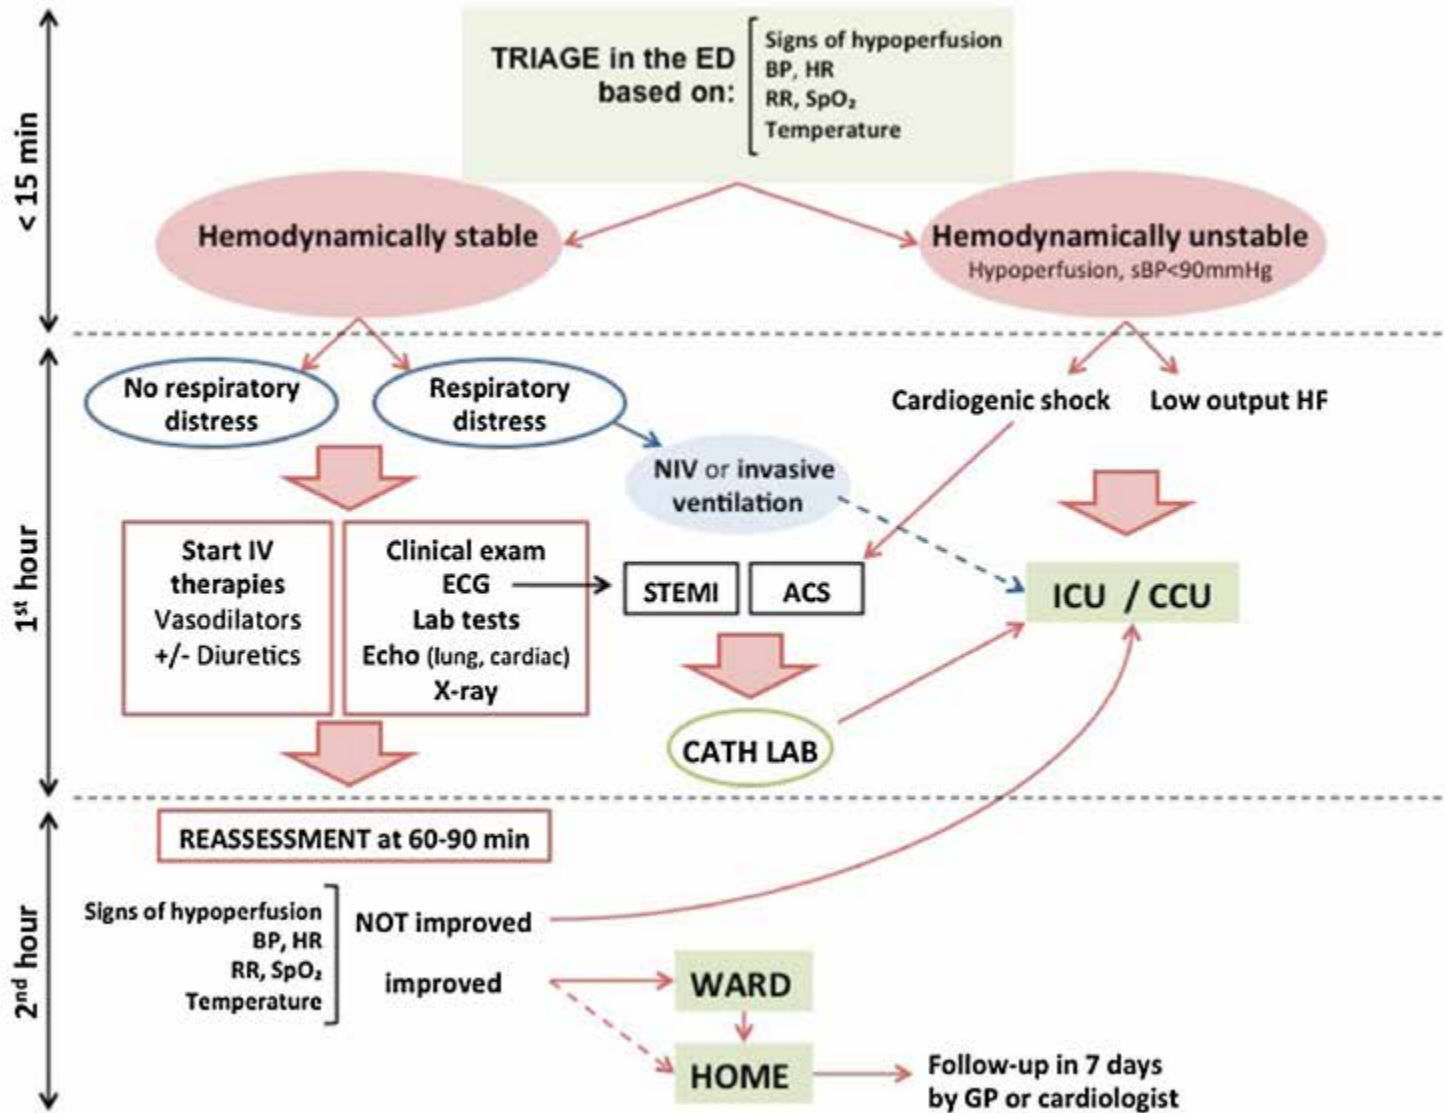 < 15 min
TRIAGE in the ED
based on:
Signs of hypoperfusion
BP, HR
RR, SpO₂
Temperature
Hemodynamically stable
Hemodynamically unstable
Hypoperfusion, sBP<90mmHg
1st hour
No respiratory
distress
Respiratory
distress
Cardiogenic shock
Low output HF
NIV or invasive
ventilation
Start IV
therapies
Vasodilators
+/- Diuretics
Clinical exam
ECG
Lab tests
Echo (lung, cardiac)
X-ray
STEMI
ACS
ICU / CCU
CATH LAB
2nd hour
REASSESSMENT at 60-90 min
Signs of hypoperfusion
BP, HR
RR, SpO₂
Temperature
NOT improved
improved
WARD
HOME
Follow-up in 7 days
by GP or cardiologist